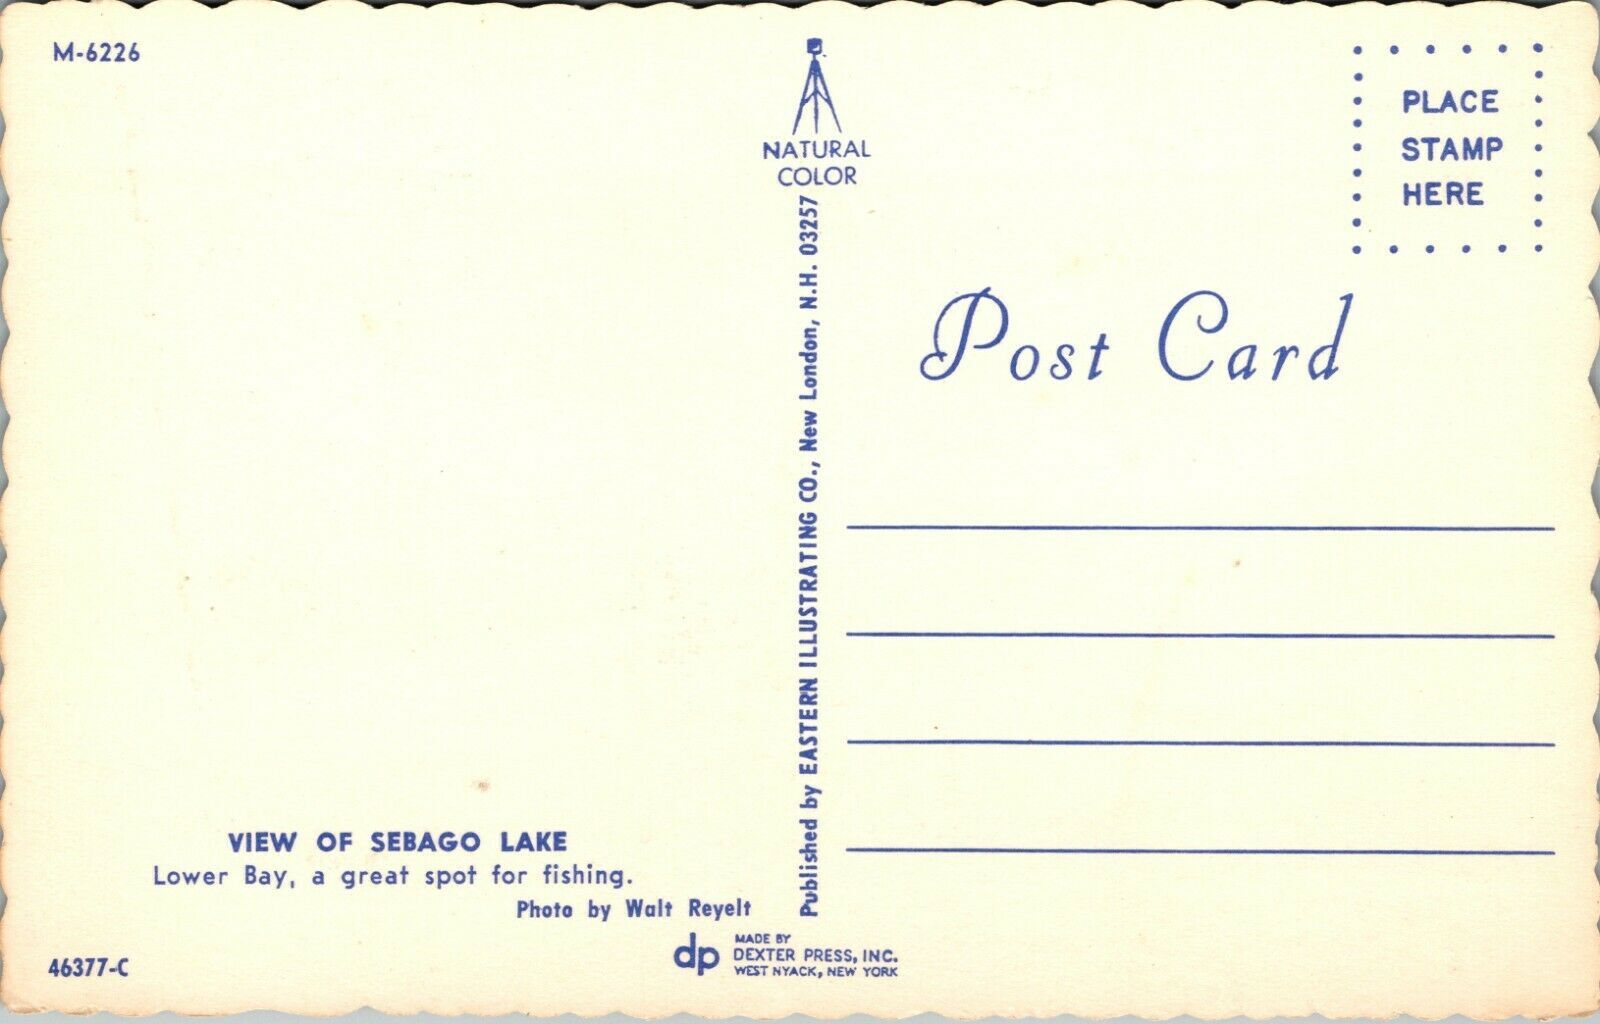 M-6226
NATURAL
COLOR
PLACE
STAMP
HERE
Post Card
Published by EASTERN ILLUSTRATING CO., New London, N.H. 03257
VIEW OF SEBAGO LAKE
Lower Bay, a great spot for fishing.
Photo by Walt Reyelt
46377-C
dp
MADE BY
DEXTER PRESS, INC.
WEST NYACK, NEW YORK